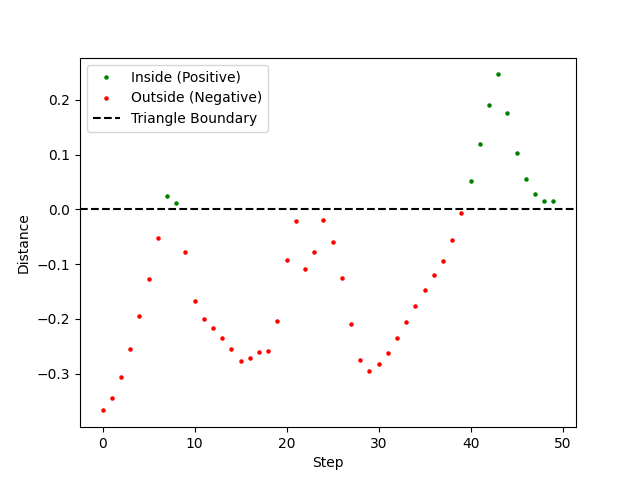 Inside (Positive)
Outside (Negative)
Triangle Boundary
0.2
0.1
0.0
−0.1
−0.2
−0.3
Distance
0 10 20 30 40 50
Step